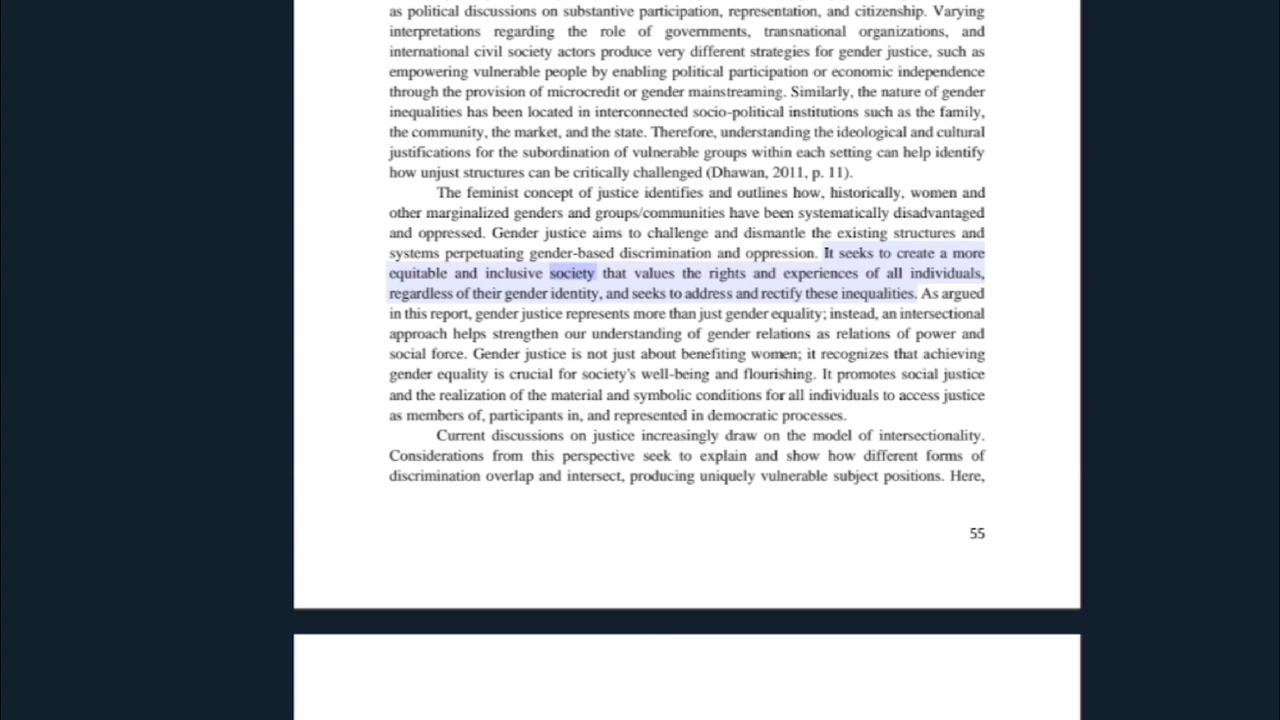 as political discussions on substantive participation, representation, and citizenship. Varying
interpretations regarding the role of governments, transnational organizations, and
international civil society actors produce very different strategies for gender justice, such as
empowering vulnerable people by enabling political participation or economic independence
through the provision of microcredit or gender mainstreaming. Similarly, the nature of gender
inequalities has been located in interconnected socio-political institutions such as the family,
the community, the market, and the state. Therefore, understanding the ideological and cultural
justifications for the subordination of vulnerable groups within each setting can help identify
how unjust structures can be critically challenged (Dhawan, 2011, p. 11).
The feminist concept of justice identifies and outlines how, historically, women and
other marginalized genders and groups/communities have been systematically disadvantaged
and oppressed. Gender justice aims to challenge and dismantle the existing structures and
systems perpetuating gender-based discrimination and oppression. It seeks to create a more
equitable and inclusive society that values the rights and experiences of all individuals,
regardless of their gender identity, and seeks to address and rectify these inequalities. As argued
in this report, gender justice represents more than just gender equality; instead, an intersectional
approach helps strengthen our understanding of gender relations as relations of power and
social force. Gender justice is not just about benefiting women; it recognizes that achieving
gender equality is crucial for society's well-being and flourishing. It promotes social justice
and the realization of the material and symbolic conditions for all individuals to access justice
as members of, participants in, and represented in democratic processes.
Current discussions on justice increasingly draw on the model of intersectionality.
Considerations from this perspective seek to explain and show how different forms of
discrimination overlap and intersect, producing uniquely vulnerable subject positions. Here,
55